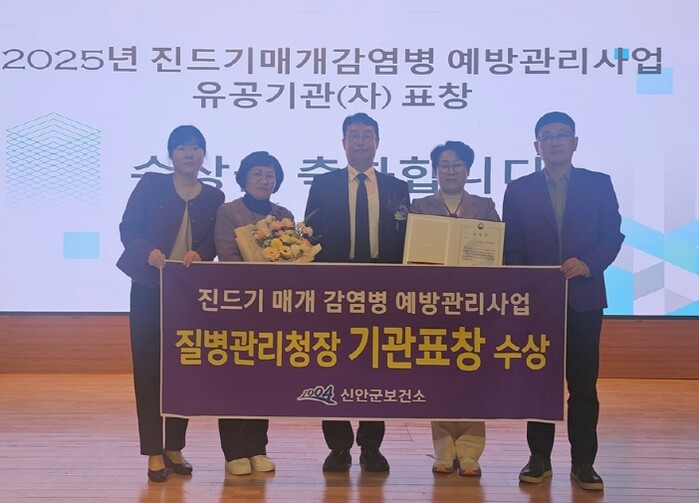 2025년 진드기매개감염병 예방관리사업
유공기관(자) 표창
합니다
진드기 매개 감염병 예방관리사업
질병관리청장 기관표창 수상
1004 신안군보건소